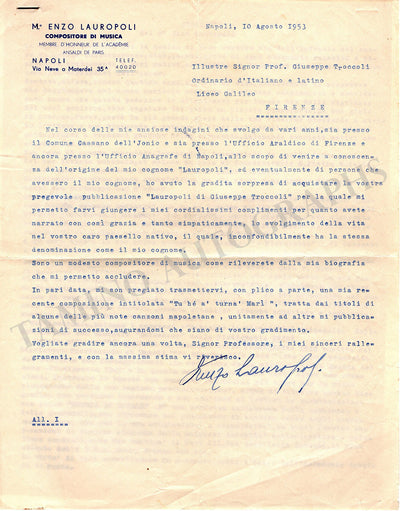 Mº ENZO LAUROPOLI
COMPOSITORE DI MUSICA
MEMBRE D'HONNEUR DE L'ACADÉMIE
ANSALDI DE PARIS
NAPOLI TELEF. 40020
Via Neve a Materdei 35ᴬ
Napoli, 10 Agosto 1953
Illustre Signor Prof. Giuseppe Troccoli
Ordinario d'Italiano e latino
Liceo Galileo
FIRENZE
Nel corso delle mie ansiose indagini che svolgo da vari anni, sia presso
il Comune Cassano dell'Jonio e sia presso l'Ufficio Araldico di Firenze e
ancora presso l'Ufficio Anagrafe di Napoli, allo scopo di venire a conoscen-
za dell'origine del mio cognome "Lauropoli", ed eventualmente di persone che
avessero il mio cognome, ho avuto la gradita sorpresa di acquistare la vostra
pregevole pubblicazione "Lauropoli di Giuseppe Troccoli" per la quale mi
permetto farvi giungere i miei cordialissimi complimenti per quanto avete
narrato con così grazia e tanto simpaticamente, lo svolgimento della vita
nel vostro caro paesello nativo, il quale, inconfondibilmente ha la stessa
denominazione come il mio cognome.
Sono un modesto compositore di musica come rileverete dalla mia biografia
che mi permetto accludere.
In pari data, mi son pregiato trasmettervi, con plico a parte, una mia re-
cente composizione intitolata "Tu hê a' turna' Marì", tratta dai titoli di
alcune delle più note canzoni napoletane, unitamente ad altre mi pubblica-
zioni di successo, augurandomi che siano di vostro gradimento.
Vogliate gradire ancora una volta, Signor Professore, i miei sinceri ralle-
gramenti, e con la massima stima vi riverisco.
Enzo Lauropoli
All. I
TAMINO AUTOGRAPHS